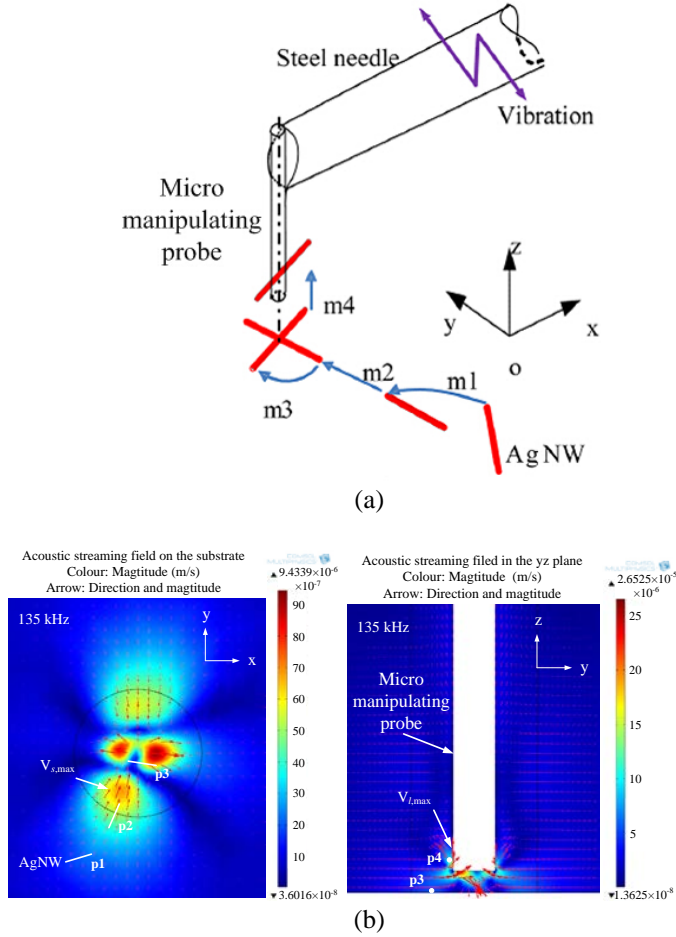 Steel needle
Vibration
Micro
manipulating
probe
z
y
x
o
m4
m2
m1
m3
AgNW
(a)
Acoustic streaming field on the substrate
Colour: Magtitude (m/s)
Arrow: Direction and magtitude
9.4339×10⁻⁶
×10⁻⁷
135 kHz
y
x
90
80
70
60
50
40
30
20
10
Vs,max
p3
p2
AgNW
p1
3.6016×10⁻⁸
Acoustic streaming filed in the yz plane
Colour: Magnitude (m/s)
Arrow: Direction and magtitude
2.6525×10⁻⁵
×10⁻⁶
135 kHz
z
y
25
20
15
10
5
Micro
manipulating
probe
Vl,max
p4
p3
1.3625×10⁻⁸
(b)